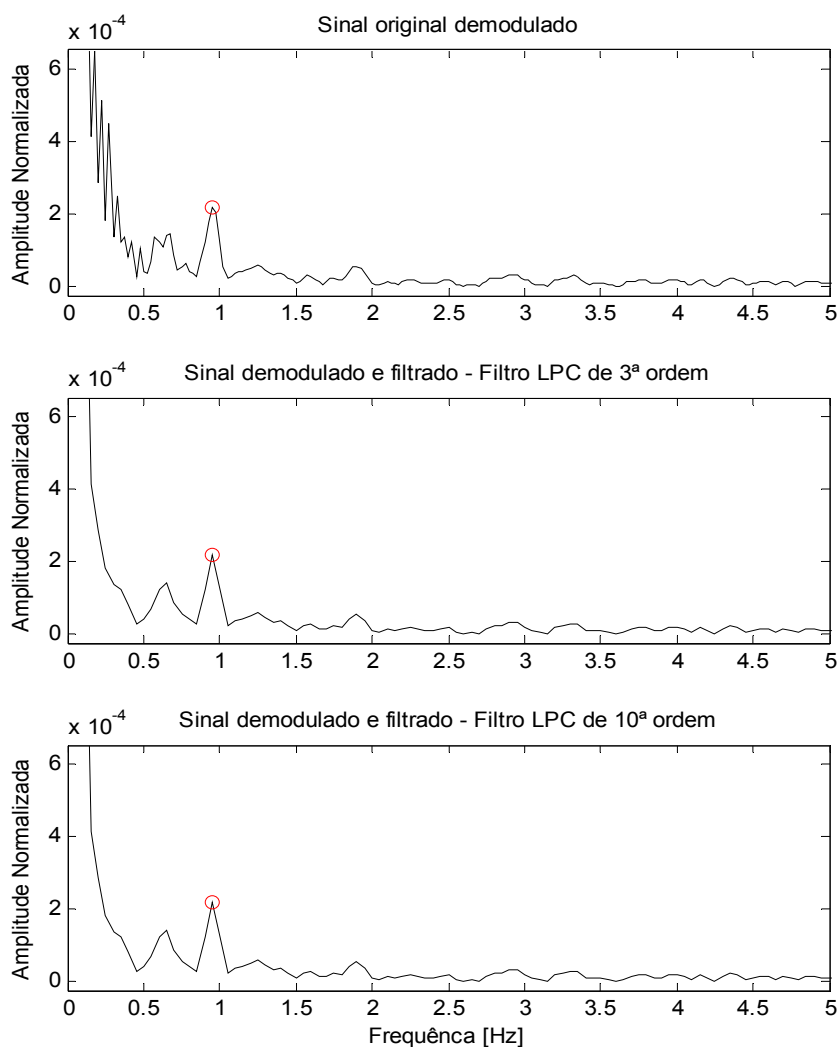 x 10-4
Sinal original demodulado
Amplitude Normalizada
6
4
2
0
0 0.5 1 1.5 2 2.5 3 3.5 4 4.5 5
x 10-4
Sinal demodulado e filtrado - Filtro LPC de 3ª ordem
Amplitude Normalizada
6
4
2
0
0 0.5 1 1.5 2 2.5 3 3.5 4 4.5 5
x 10-4
Sinal demodulado e filtrado - Filtro LPC de 10ª ordem
Amplitude Normalizada
6
4
2
0
0 0.5 1 1.5 2 2.5 3 3.5 4 4.5 5
Frequênca [Hz]